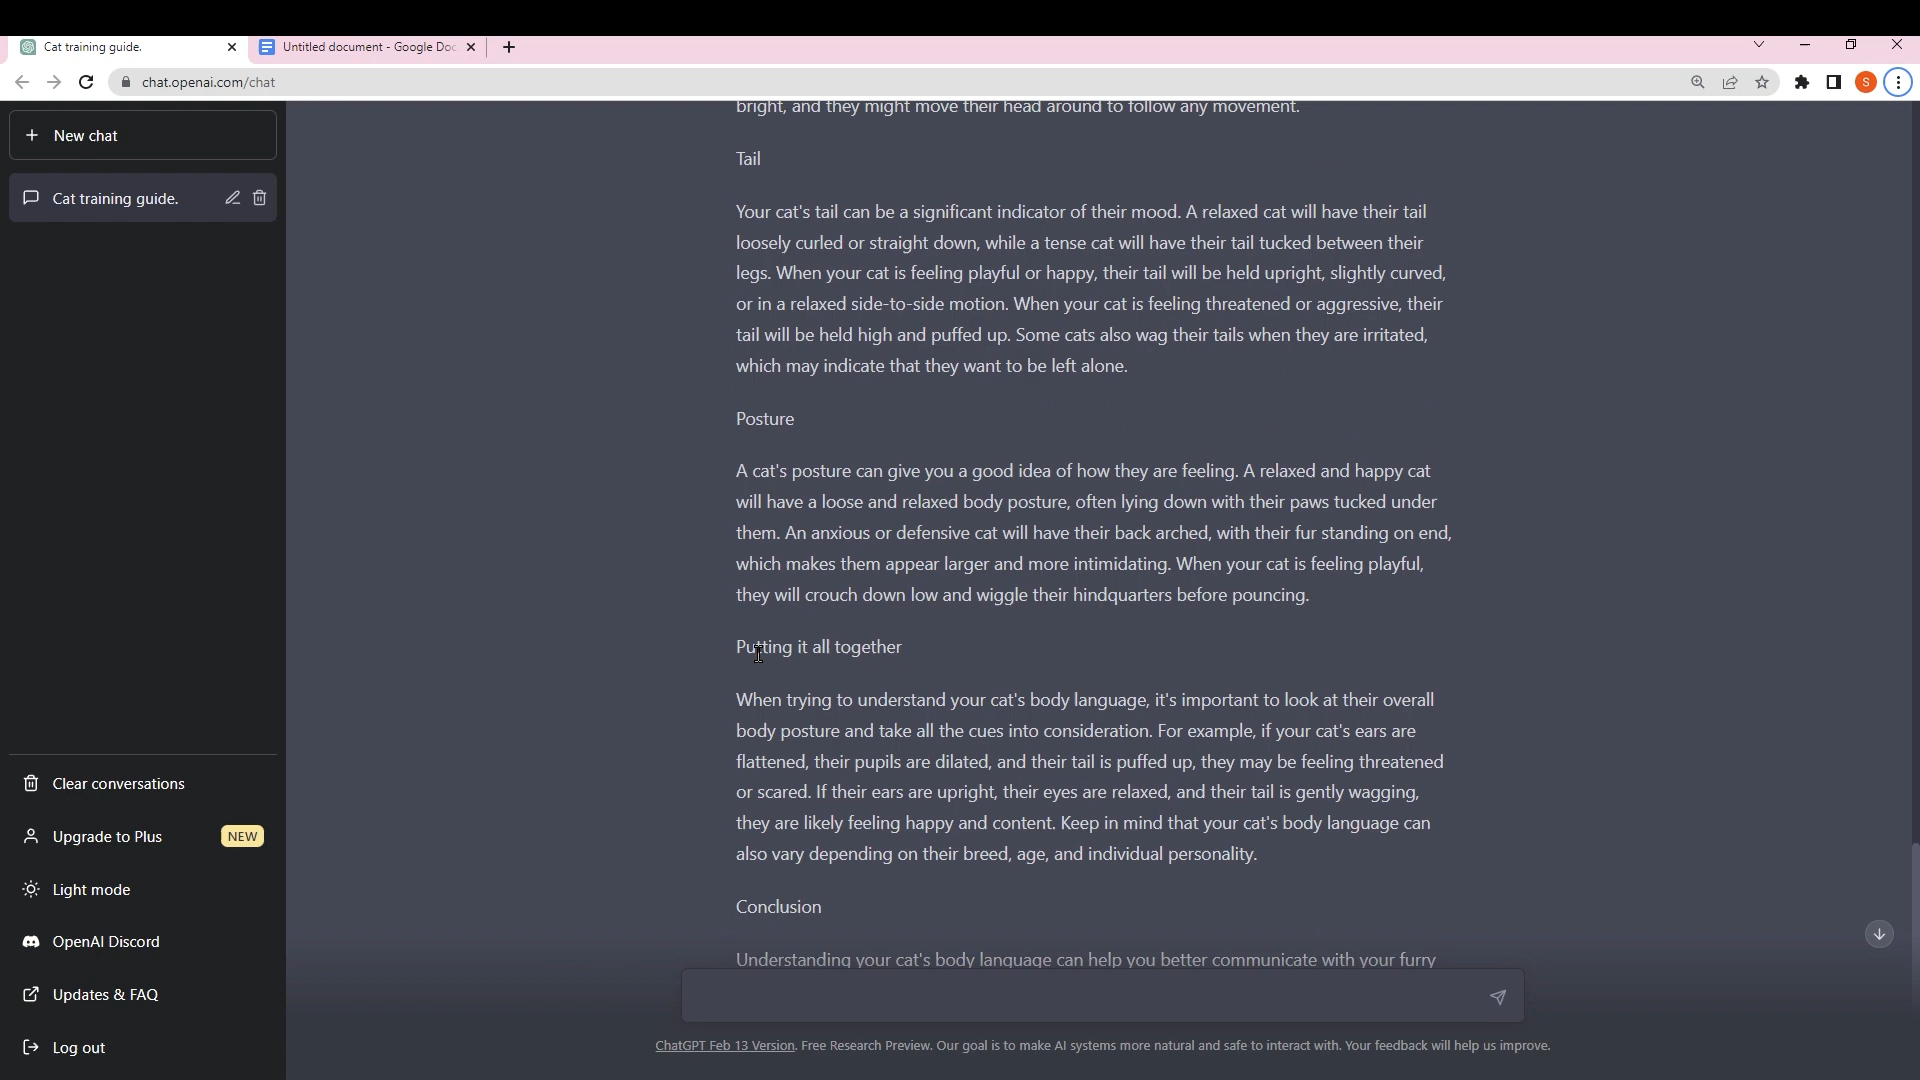 Cat training guide.
Untitled document - Google Doc
chat.openai.com/chat
S
New chat
Cat training guide.
bright, and they might move their head around to follow any movement.
Tail
Your cat's tail can be a significant indicator of their mood. A relaxed cat will have their tail
loosely curled or straight down, while a tense cat will have their tail tucked between their
legs. When your cat is feeling playful or happy, their tail will be held upright, slightly curved,
or in a relaxed side-to-side motion. When your cat is feeling threatened or aggressive, their
tail will be held high and puffed up. Some cats also wag their tails when they are irritated,
which may indicate that they want to be left alone.
Posture
A cat's posture can give you a good idea of how they are feeling. A relaxed and happy cat
will have a loose and relaxed body posture, often lying down with their paws tucked under
them. An anxious or defensive cat will have their back arched, with their fur standing on end,
which makes them appear larger and more intimidating. When your cat is feeling playful,
they will crouch down low and wiggle their hindquarters before pouncing.
Putting it all together
When trying to understand your cat's body language, it's important to look at their overall
body posture and take all the cues into consideration. For example, if your cat's ears are
flattened, their pupils are dilated, and their tail is puffed up, they may be feeling threatened
or scared. If their ears are upright, their eyes are relaxed, and their tail is gently wagging,
they are likely feeling happy and content. Keep in mind that your cat's body language can
also vary depending on their breed, age, and individual personality.
Conclusion
Understanding your cat's body language can help you better communicate with your furry
Clear conversations
Upgrade to Plus
NEW
Light mode
OpenAI Discord
Updates & FAQ
Log out
ChatGPT Feb 13 Version. Free Research Preview. Our goal is to make AI systems more natural and safe to interact with. Your feedback will help us improve.